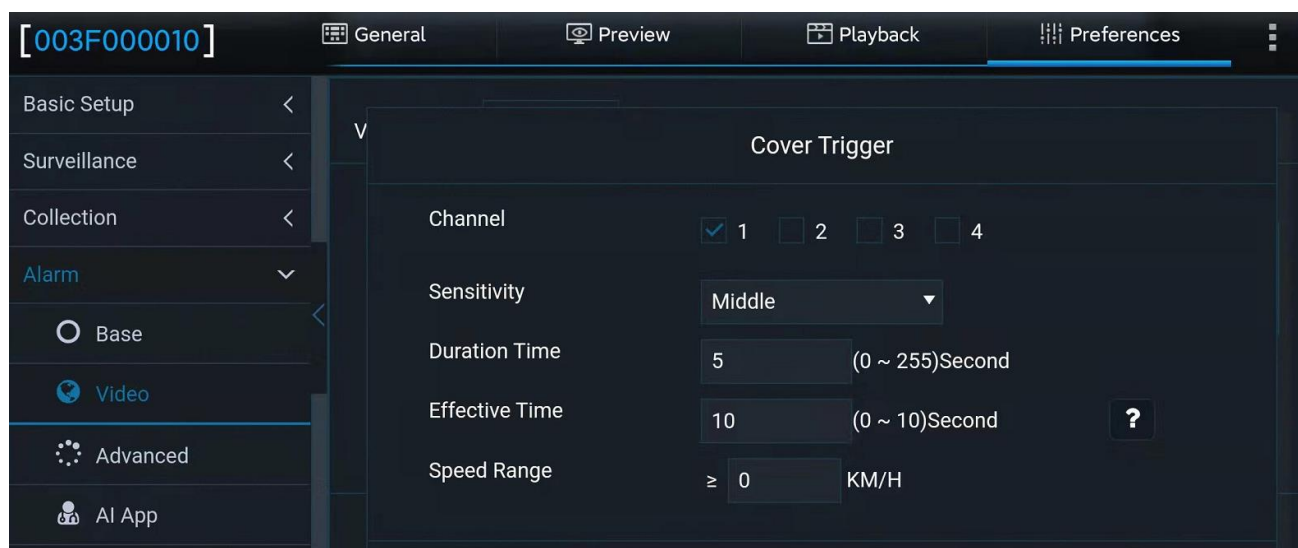 [003F000010]
General
Preview
Playback
Preferences
Basic Setup
Surveillance
Collection
Alarm
Base
Video
Advanced
AI App
V
Cover Trigger
Channel
1 2 3 4
Sensitivity
Middle
Duration Time
5 (0 ~ 255)Second
Effective Time
10 (0 ~ 10)Second ?
Speed Range
≥ 0 KM/H